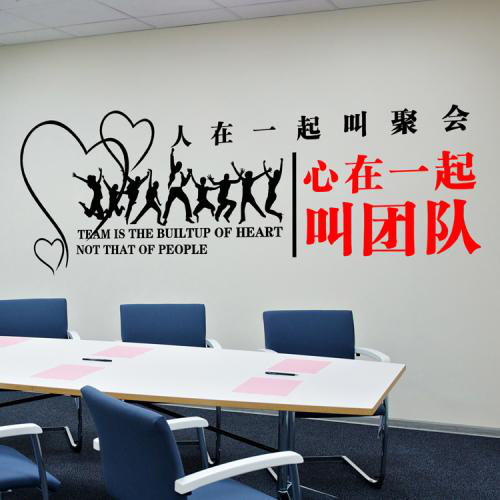 人在一起叫聚会
心在一起
叫团队
TEAM IS THE BUILTUP OF HEART
NOT THAT OF PEOPLE